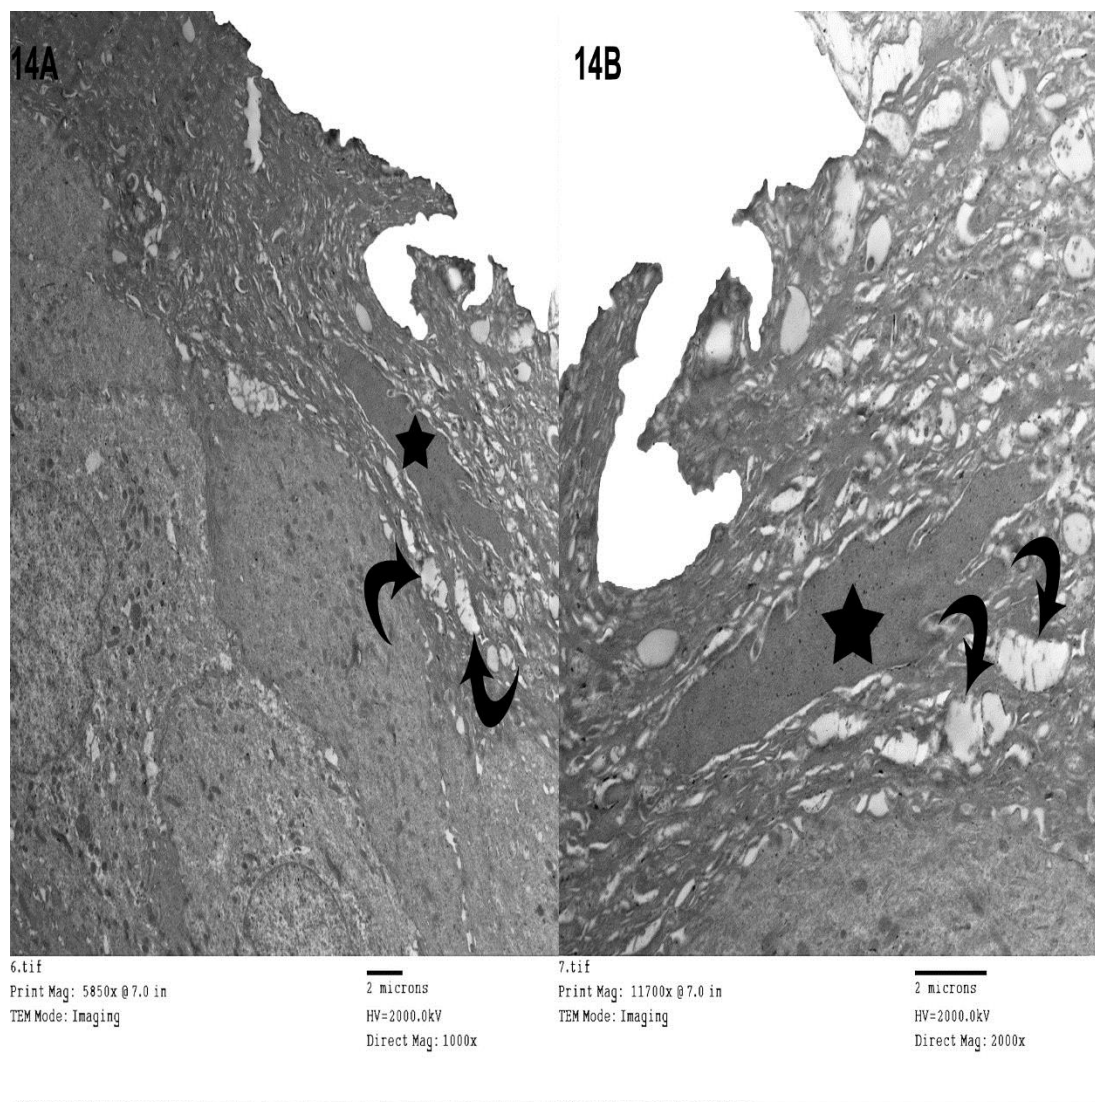 14A
14B
6.tif
Print Mag: 5850x @ 7.0 in
TEM Mode: Imaging
2 microns
HV=2000.0kV
Direct Mag: 1000x
7.tif
Print Mag: 11700x @ 7.0 in
TEM Mode: Imaging
2 microns
HV=2000.0kV
Direct Mag: 2000x